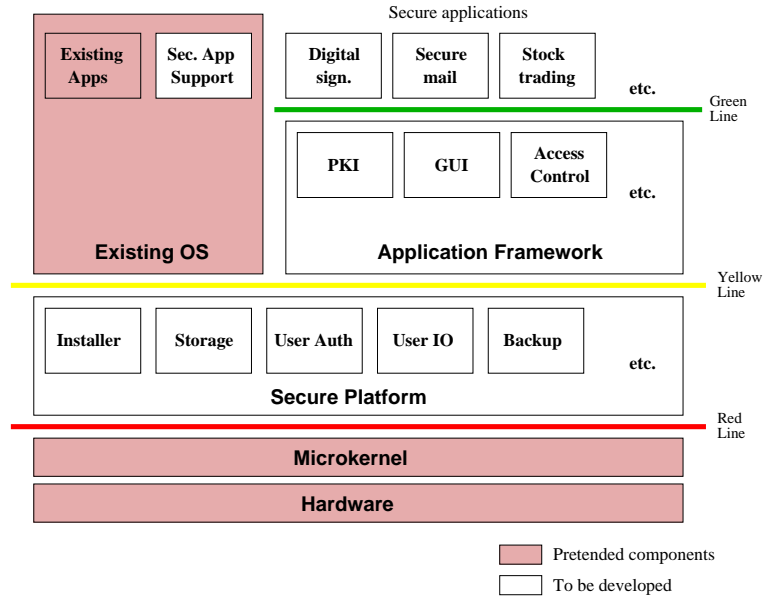 Secure applications
Existing
Apps
Sec. App
Support
Digital
sign.
Secure
mail
Stock
trading
etc.
Green
Line
PKI
GUI
Access
Control
etc.
Existing OS
Application Framework
Yellow
Line
Installer
Storage
User Auth
User IO
Backup
etc.
Secure Platform
Red
Line
Microkernel
Hardware
Pretended components
To be developed